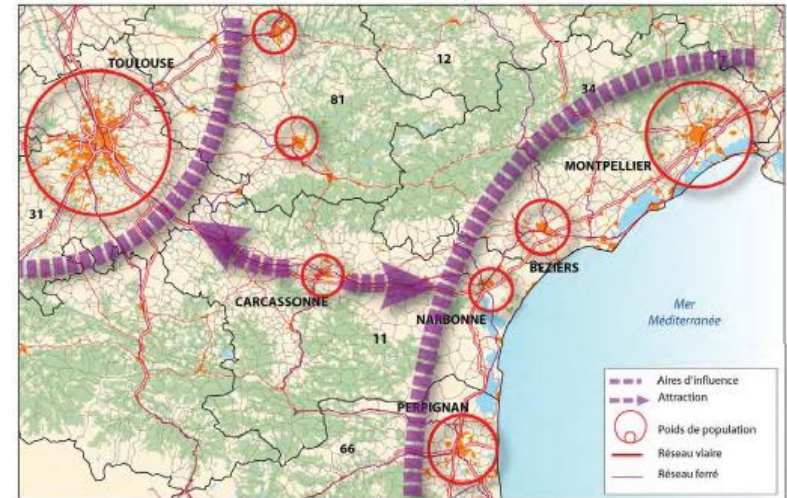 TOULOUSE
12
81
34
MONTPELLIER
31
BEZIERS
CARCASSONNE
NARBONNE
11
Mer
Méditerranée
PERPIGNAN
66
Aires d'influence
Attraction
Poids de population
Réseau viaire
Réseau ferré